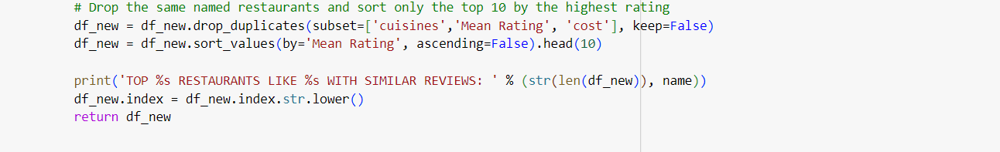 # Drop the same named restaurants and sort only the top 10 by the highest rating
df_new = df_new.drop_duplicates(subset=['cuisines','Mean Rating', 'cost'], keep=False)
df_new = df_new.sort_values(by='Mean Rating', ascending=False).head(10)
print('TOP %s RESTAURANTS LIKE %s WITH SIMILAR REVIEWS: ' % (str(len(df_new)), name))
df_new.index = df_new.index.str.lower()
return df_new